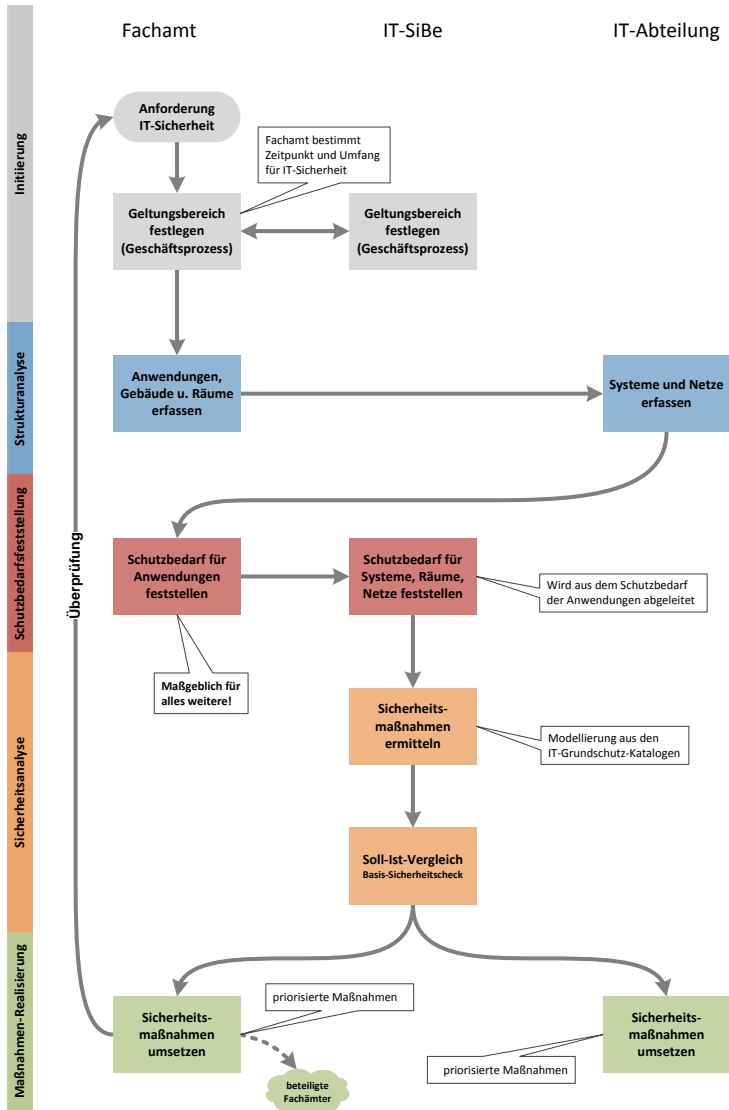 Fachamt
IT-SiBe
IT-Abteilung
Initiierung
Anforderung
IT-Sicherheit
Fachamt bestimmt
Zeitpunkt und Umfang
für IT-Sicherheit
Geltungsbereich
festlegen
(Geschäftsprozess)
Geltungsbereich
festlegen
(Geschäftsprozess)
Strukturanalyse
Anwendungen,
Gebäude u. Räume
erfassen
Systeme und Netze
erfassen
Überprüfung
Schutzbedarfsfeststellung
Schutzbedarf für
Anwendungen
feststellen
Schutzbedarf für
Systeme, Räume,
Netze feststellen
Wird aus dem Schutzbedarf
der Anwendungen abgeleitet
Maßgeblich für
alles weitere!
Sicherheitsanalyse
Sicherheits-
maßnahmen
ermitteln
Modellierung aus den
IT-Grundschutz-Katalogen
Soll-Ist-Vergleich
Basis-Sicherheitscheck
Maßnahmen-Realisierung
Sicherheits-
maßnahmen
umsetzen
priorisierte Maßnahmen
beteiligte
Fachämter
Sicherheits-
maßnahmen
umsetzen
priorisierte Maßnahmen